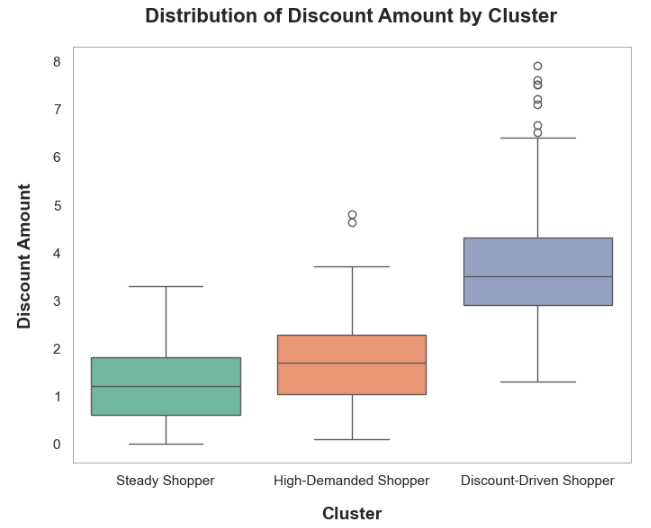 Distribution of Discount Amount by Cluster
8
7
6
5
4
3
2
1
0
Discount Amount
Steady Shopper
High-Demanded Shopper
Discount-Driven Shopper
Cluster